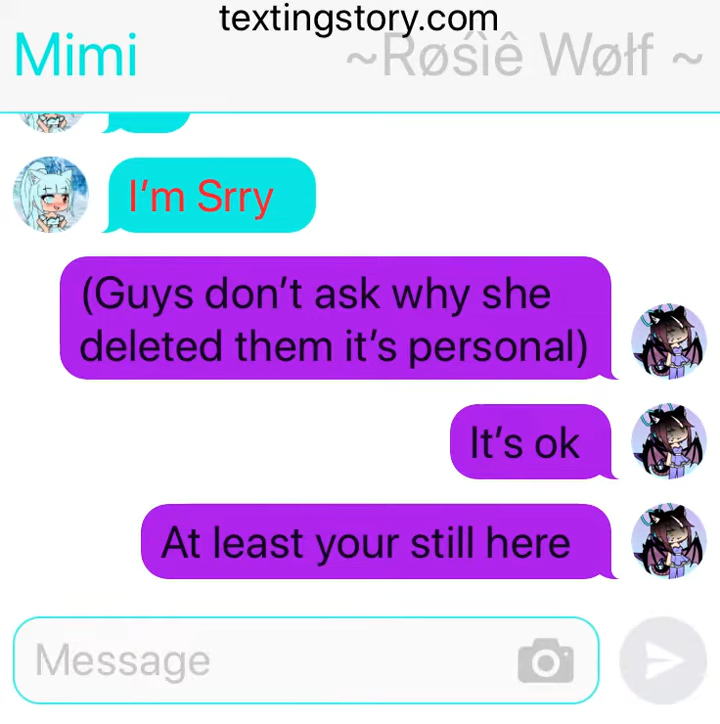 textingstory.com
Mimi ~Røšìê Wøłf ~
I'm Srry
(Guys don't ask why she
deleted them it's personal)
It's ok
At least your still here
Message